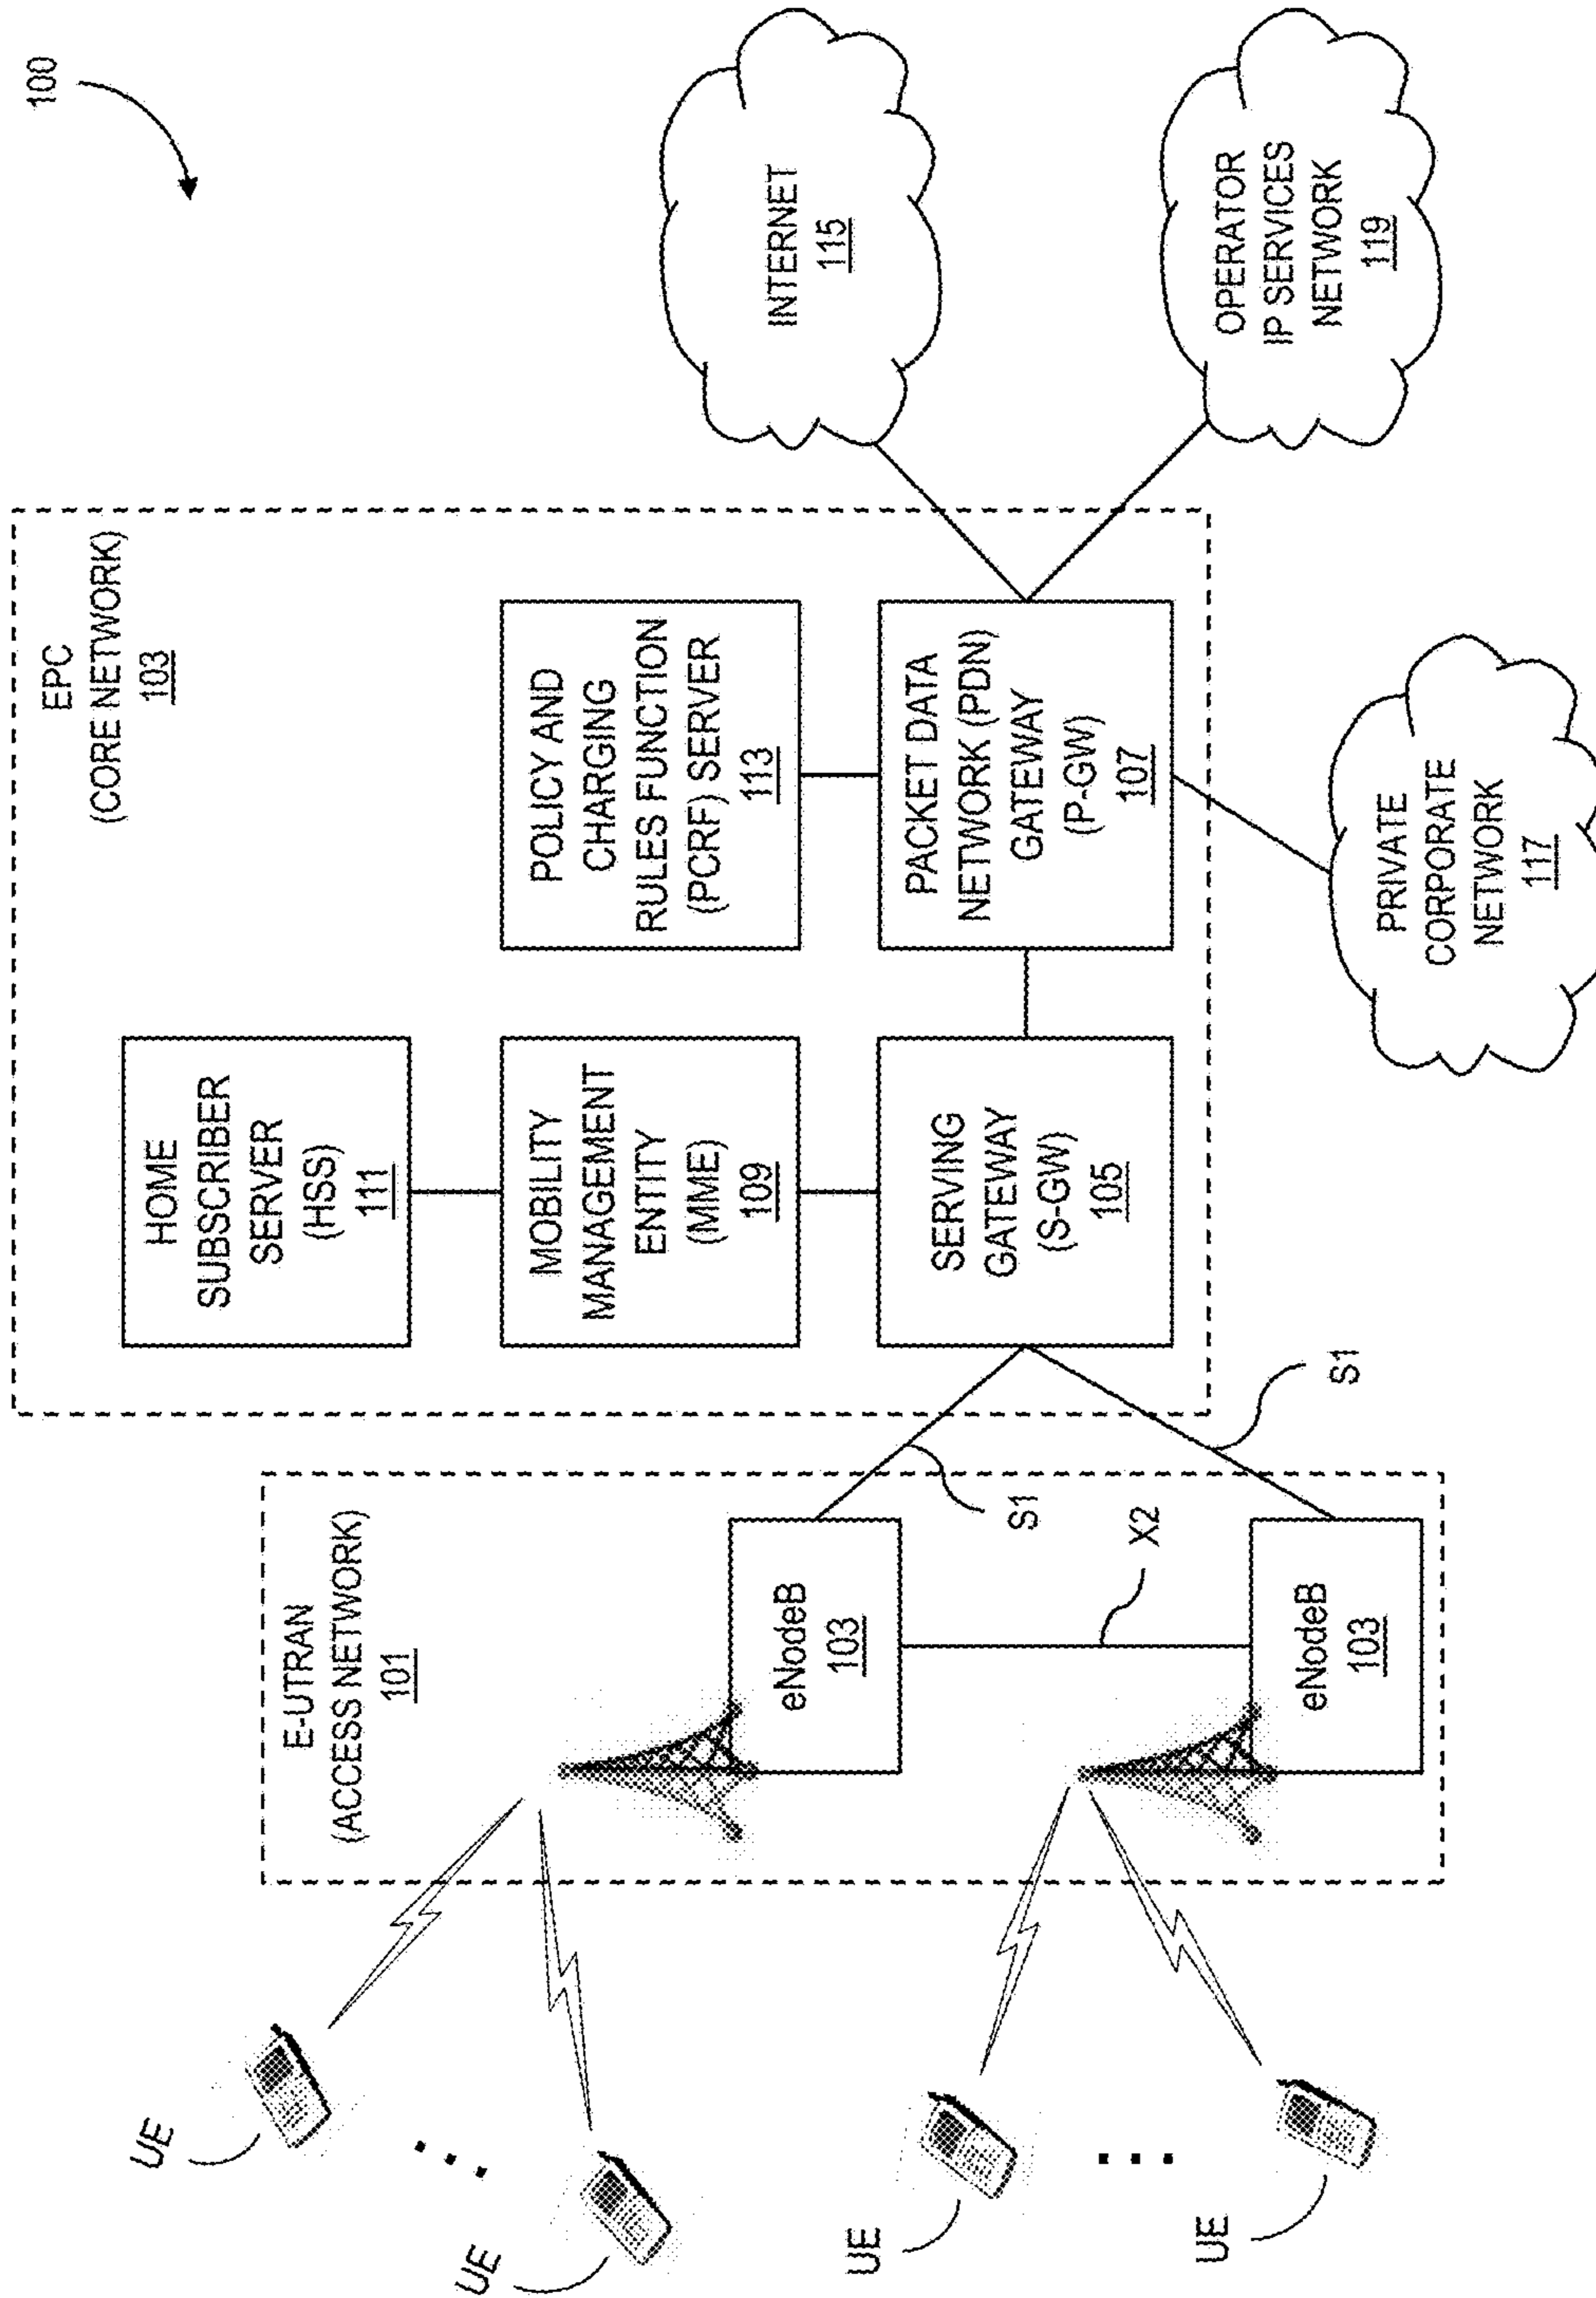 100
EPC
(CORE NETWORK)
103
E-UTRAN
(ACCESS NETWORK)
101
HOME
SUBSCRIBER
SERVER
(HSS)
111
MOBILITY
MANAGEMENT
ENTITY
(MME)
109
POLICY AND
CHARGING
RULES FUNCTION
(PCRF) SERVER
113
SERVING
GATEWAY
(S-GW)
105
PACKET DATA
NETWORK (PDN)
GATEWAY
(P-GW)
107
INTERNET
115
OPERATOR
IP SERVICES
NETWORK
119
PRIVATE
CORPORATE
NETWORK
117
eNodeB
103
eNodeB
103
S1
S1
X2
UE
UE
UE
UE